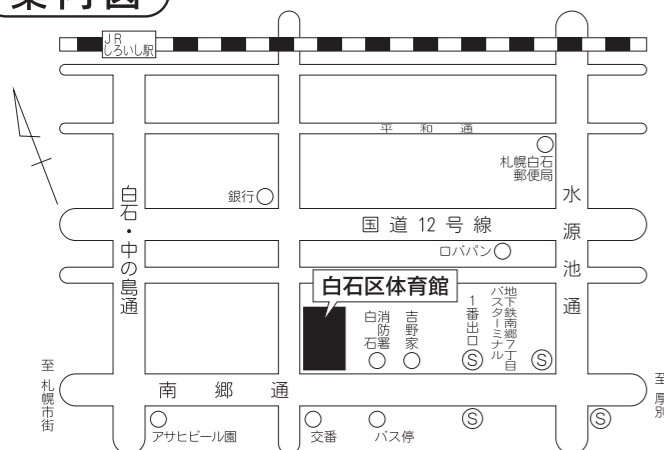 案内図
JR
しろいし駅
平和通
札幌白石
郵便局
銀行
白石・中の島通
水源池通
国道12号線
ロバパン
白石区体育館
白石
消防署
吉野家
1番出口
地下鉄南郷7丁目
バスターミナル
Ⓢ
Ⓢ
至 札幌市街
南郷通
至 厚別
アサヒビール園
交番
バス停
Ⓢ
Ⓢ